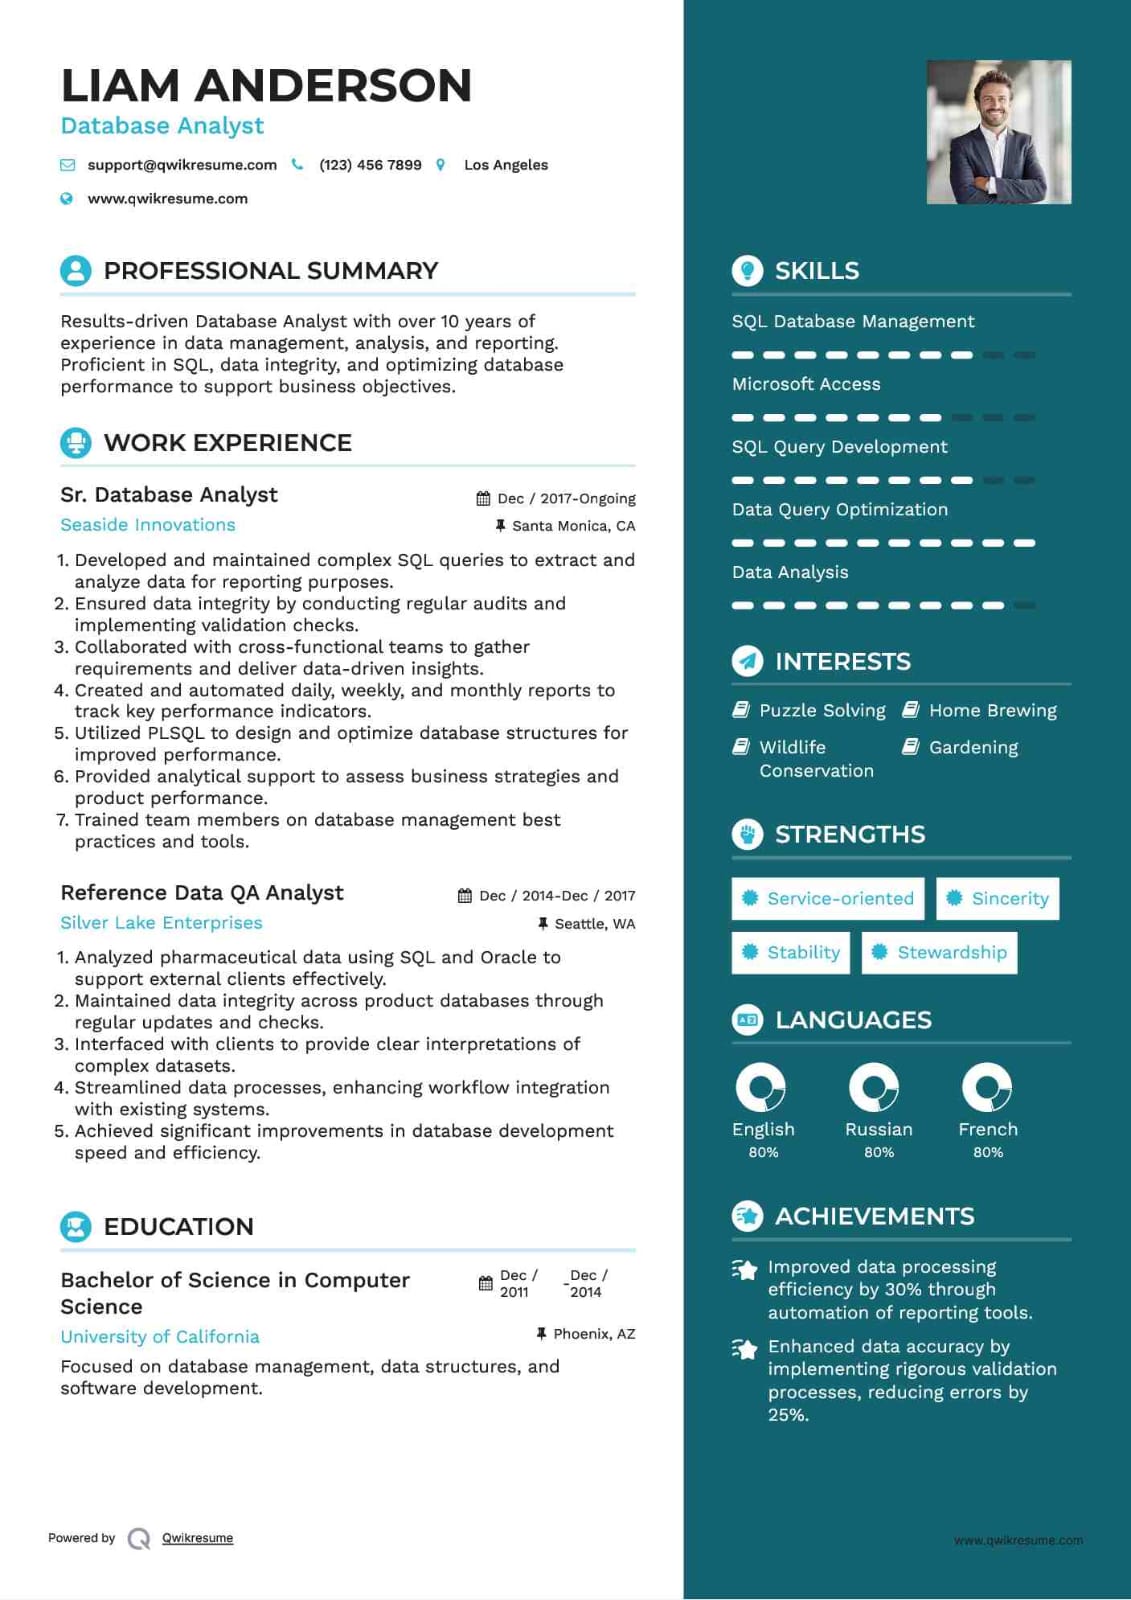 LIAM ANDERSON
Database Analyst
support@qwikresume.com (123) 456 7899 Los Angeles
www.qwikresume.com
PROFESSIONAL SUMMARY
Results-driven Database Analyst with over 10 years of
experience in data management, analysis, and reporting.
Proficient in SQL, data integrity, and optimizing database
performance to support business objectives.
WORK EXPERIENCE
Sr. Database Analyst
Dec / 2017-Ongoing
Seaside Innovations
Santa Monica, CA
1. Developed and maintained complex SQL queries to extract and
analyze data for reporting purposes.
2. Ensured data integrity by conducting regular audits and
implementing validation checks.
3. Collaborated with cross-functional teams to gather
requirements and deliver data-driven insights.
4. Created and automated daily, weekly, and monthly reports to
track key performance indicators.
5. Utilized PLSQL to design and optimize database structures for
improved performance.
6. Provided analytical support to assess business strategies and
product performance.
7. Trained team members on database management best
practices and tools.
Reference Data QA Analyst
Dec / 2014-Dec / 2017
Silver Lake Enterprises
Seattle, WA
1. Analyzed pharmaceutical data using SQL and Oracle to
support external clients effectively.
2. Maintained data integrity across product databases through
regular updates and checks.
3. Interfaced with clients to provide clear interpretations of
complex datasets.
4. Streamlined data processes, enhancing workflow integration
with existing systems.
5. Achieved significant improvements in database development
speed and efficiency.
EDUCATION
Bachelor of Science in Computer
Science
Dec / -Dec /
2011 2014
University of California
Phoenix, AZ
Focused on database management, data structures, and
software development.
SKILLS
SQL Database Management
Microsoft Access
SQL Query Development
Data Query Optimization
Data Analysis
INTERESTS
Puzzle Solving Home Brewing
Wildlife Gardening
Conservation
STRENGTHS
Service-oriented Sincerity
Stability Stewardship
LANGUAGES
English Russian French
80% 80% 80%
ACHIEVEMENTS
Improved data processing
efficiency by 30% through
automation of reporting tools.
Enhanced data accuracy by
implementing rigorous validation
processes, reducing errors by
25%.
Powered by Qwikresume
www.qwikresume.com